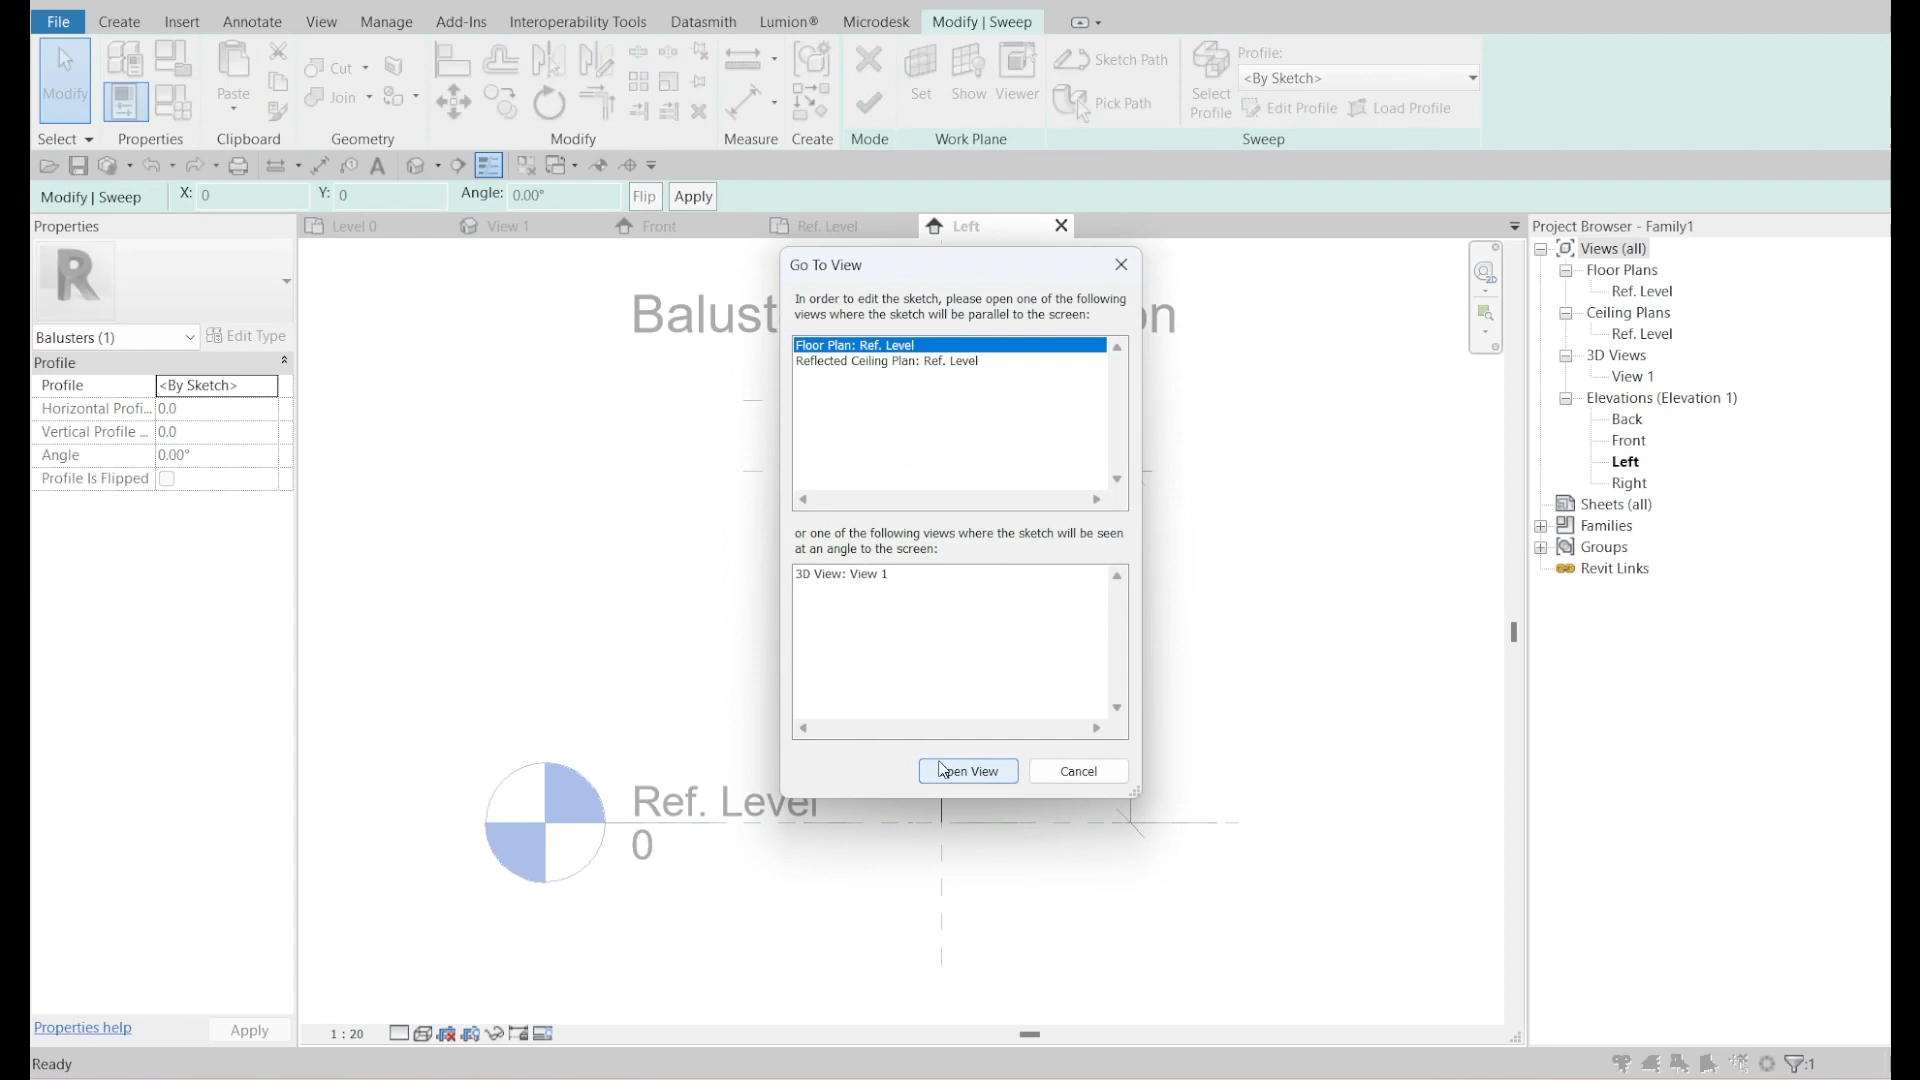 File Create Insert Annotate View Manage Add-Ins Interoperability Tools Datasmith Lumion® Microdesk Modify | Sweep
Modify
Paste
Cut
Join
Set Show Viewer
Sketch Path
Pick Path
Select Profile
Profile:
<By Sketch>
Edit Profile Load Profile
Select Properties Clipboard Geometry Modify Measure Create Mode Work Plane Sweep
Modify | Sweep X: 0 Y: 0 Angle: 0.00° Flip Apply
Properties
Level 0 View 1 Front Ref. Level Left
R
Balusters (1) Edit Type
Profile
Profile <By Sketch>
Horizontal Profi... 0.0
Vertical Profile ... 0.0
Angle 0.00°
Profile Is Flipped
Properties help Apply
Ready
Balust
on
Ref. Level
0
1 : 20
Go To View
In order to edit the sketch, please open one of the following
views where the sketch will be parallel to the screen:
Floor Plan: Ref. Level
Reflected Ceiling Plan: Ref. Level
or one of the following views where the sketch will be seen
at an angle to the screen:
3D View: View 1
Open View Cancel
Project Browser - Family1
Views (all)
Floor Plans
Ref. Level
Ceiling Plans
Ref. Level
3D Views
View 1
Elevations (Elevation 1)
Back
Front
Left
Right
Sheets (all)
Families
Groups
Revit Links
:1